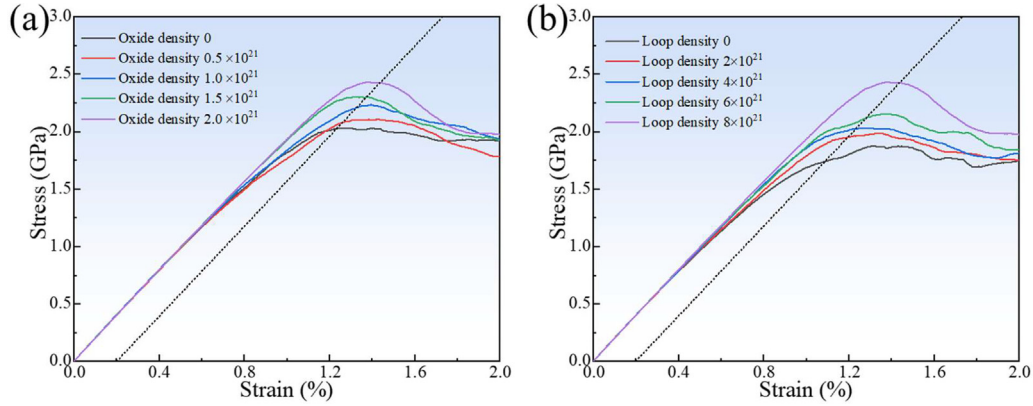 (a)
3.0
2.5
2.0
1.5
1.0
0.5
0.0
Stress (GPa)
Oxide density 0
Oxide density 0.5×10²¹
Oxide density 1.0×10²¹
Oxide density 1.5×10²¹
Oxide density 2.0×10²¹
0.0 0.4 0.8 1.2 1.6 2.0
Strain (%)
(b)
3.0
2.5
2.0
1.5
1.0
0.5
0.0
Stress (GPa)
Loop density 0
Loop density 2×10²¹
Loop density 4×10²¹
Loop density 6×10²¹
Loop density 8×10²¹
0.0 0.4 0.8 1.2 1.6 2.0
Strain (%)